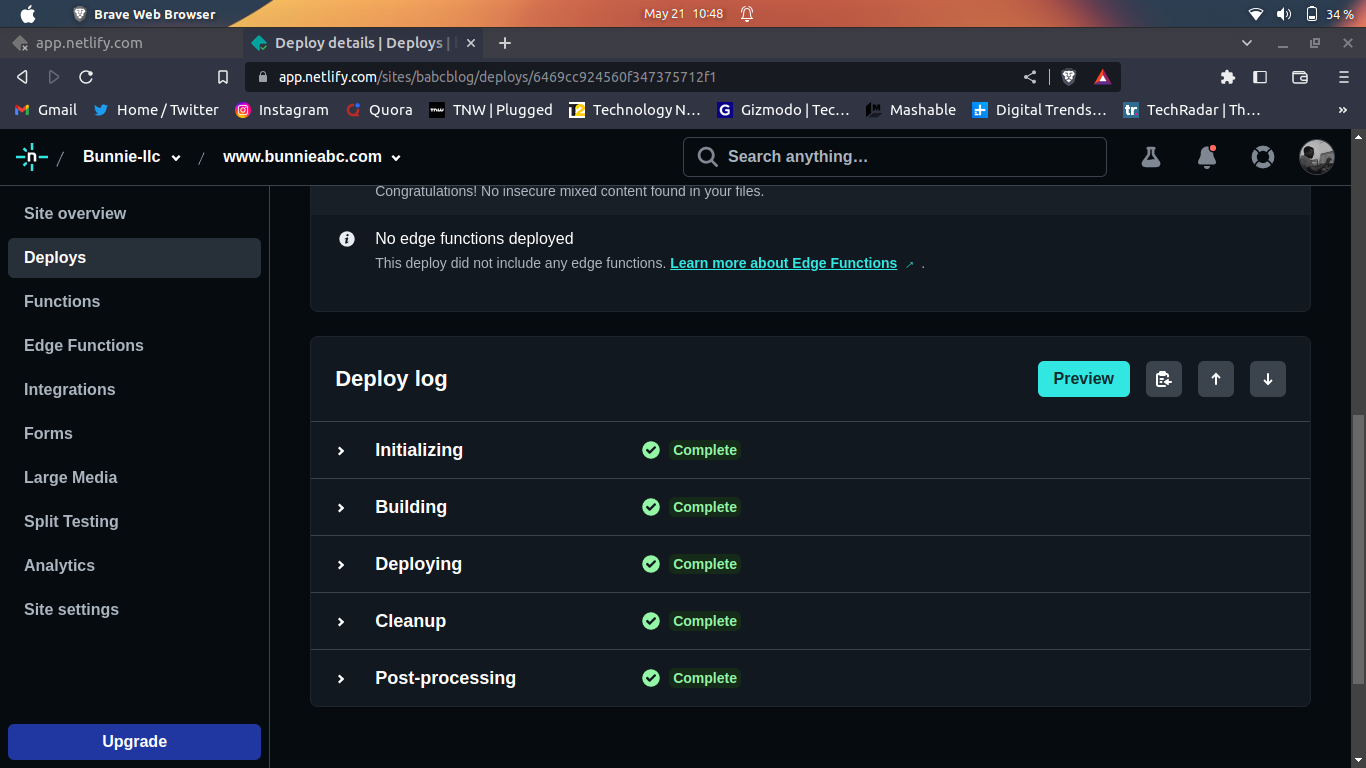 Brave Web Browser May 21 10:48 34 %
app.netlify.com Deploy details | Deploys |
app.netlify.com/sites/babcblog/deploys/6469cc924560f347375712f1
Gmail Home / Twitter Instagram Quora TNW | Plugged Technology N... Gizmodo | Tec... Mashable Digital Trends... TechRadar | Th... »
n / Bunnie-llc / www.bunnieabc.com Search anything...
Congratulations! No insecure mixed content found in your files.
Site overview
No edge functions deployed
Deploys
This deploy did not include any edge functions. Learn more about Edge Functions .
Functions
Edge Functions
Integrations
Forms
Large Media
Split Testing
Analytics
Site settings
Upgrade
Deploy log Preview
Initializing Complete
Building Complete
Deploying Complete
Cleanup Complete
Post-processing Complete